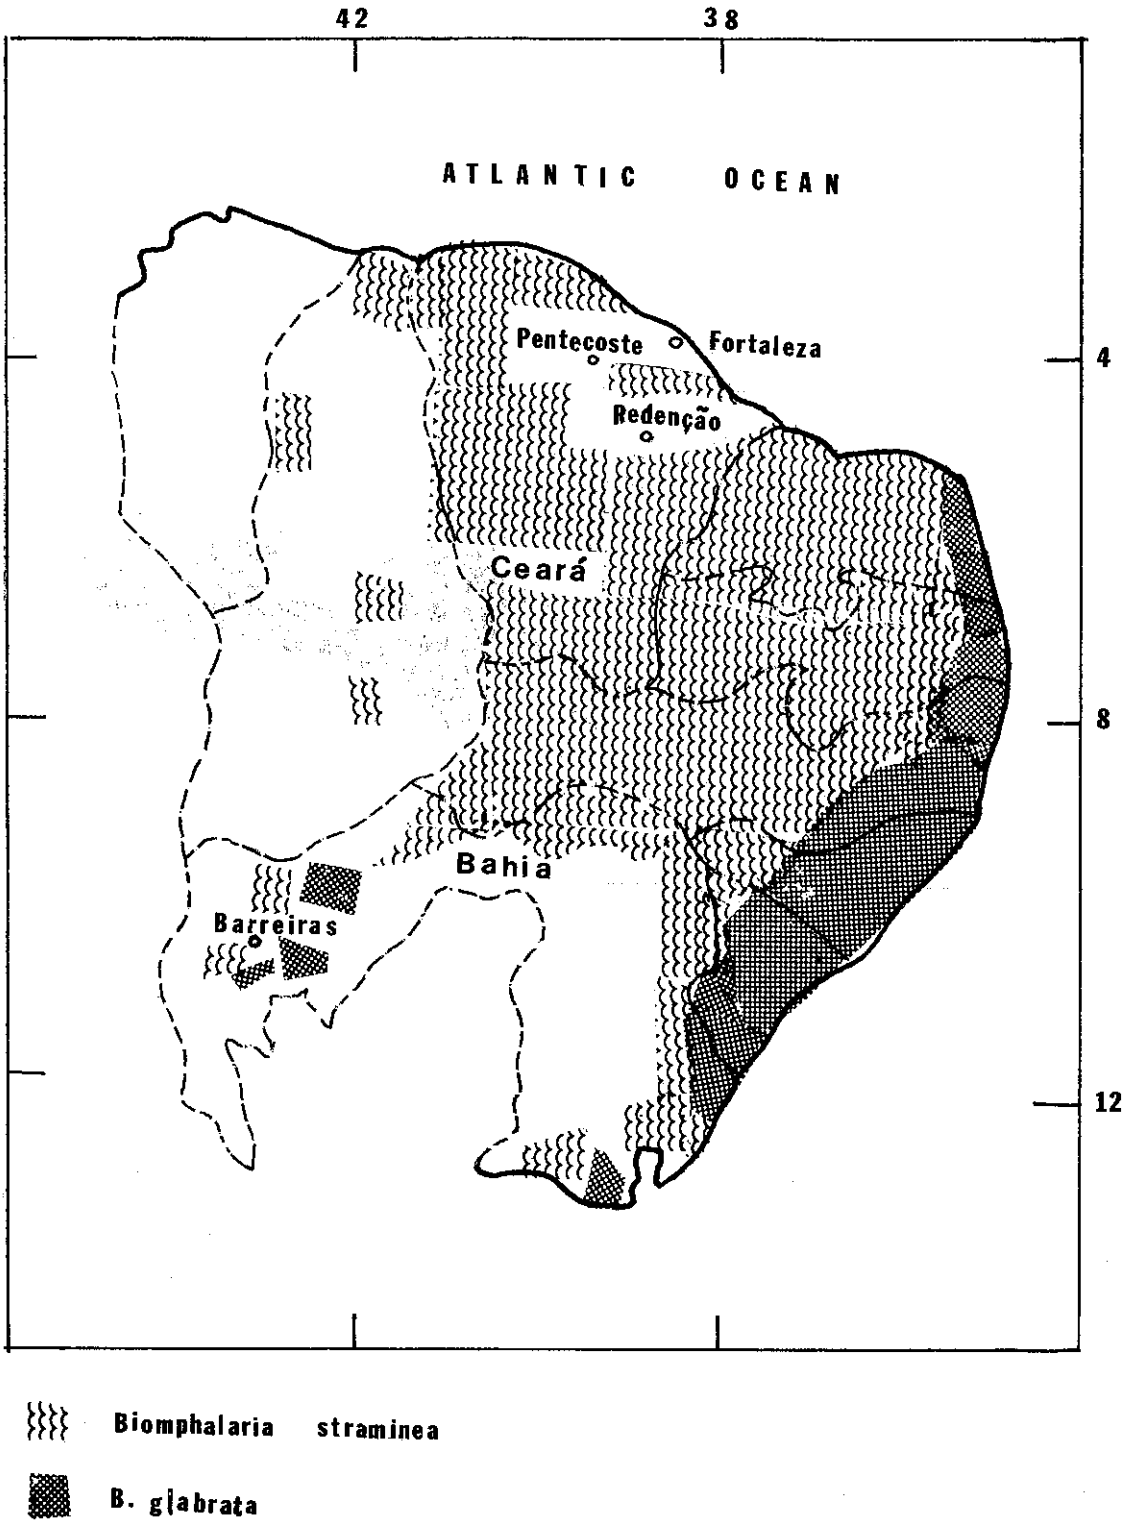 42 38
ATLANTIC OCEAN
Pentecoste
Fortaleza
4
Redenção
Ceará
8
Bahia
Barreiras
12
Biomphalaria straminea
B. glabrata